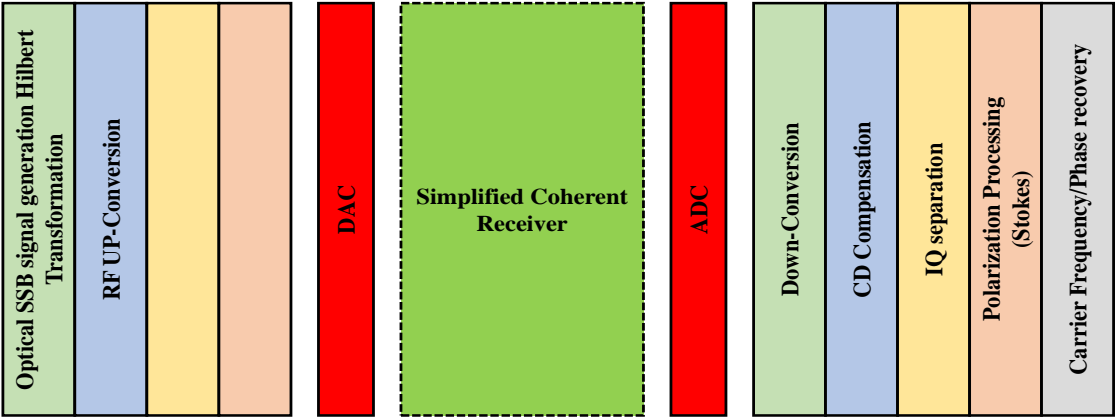 Optical SSB signal generation Hilbert
Transformation
RF UP-Conversion
DAC
Simplified Coherent
Receiver
ADC
Down-Conversion
CD Compensation
IQ separation
Polarization Processing
(Stokes)
Carrier Frequency/Phase recovery